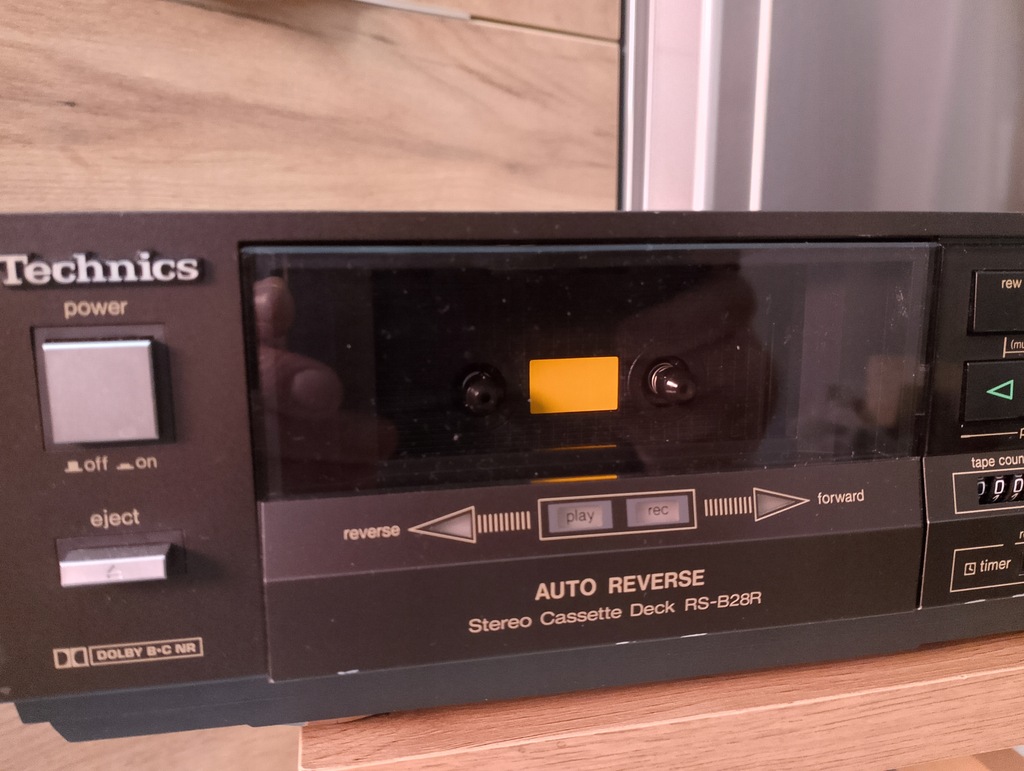 Technics
power
off on
eject
DOLBY B•C NR
reverse
play
rec
forward
AUTO REVERSE
Stereo Cassette Deck RS-B28R
rew
tape coun
timer